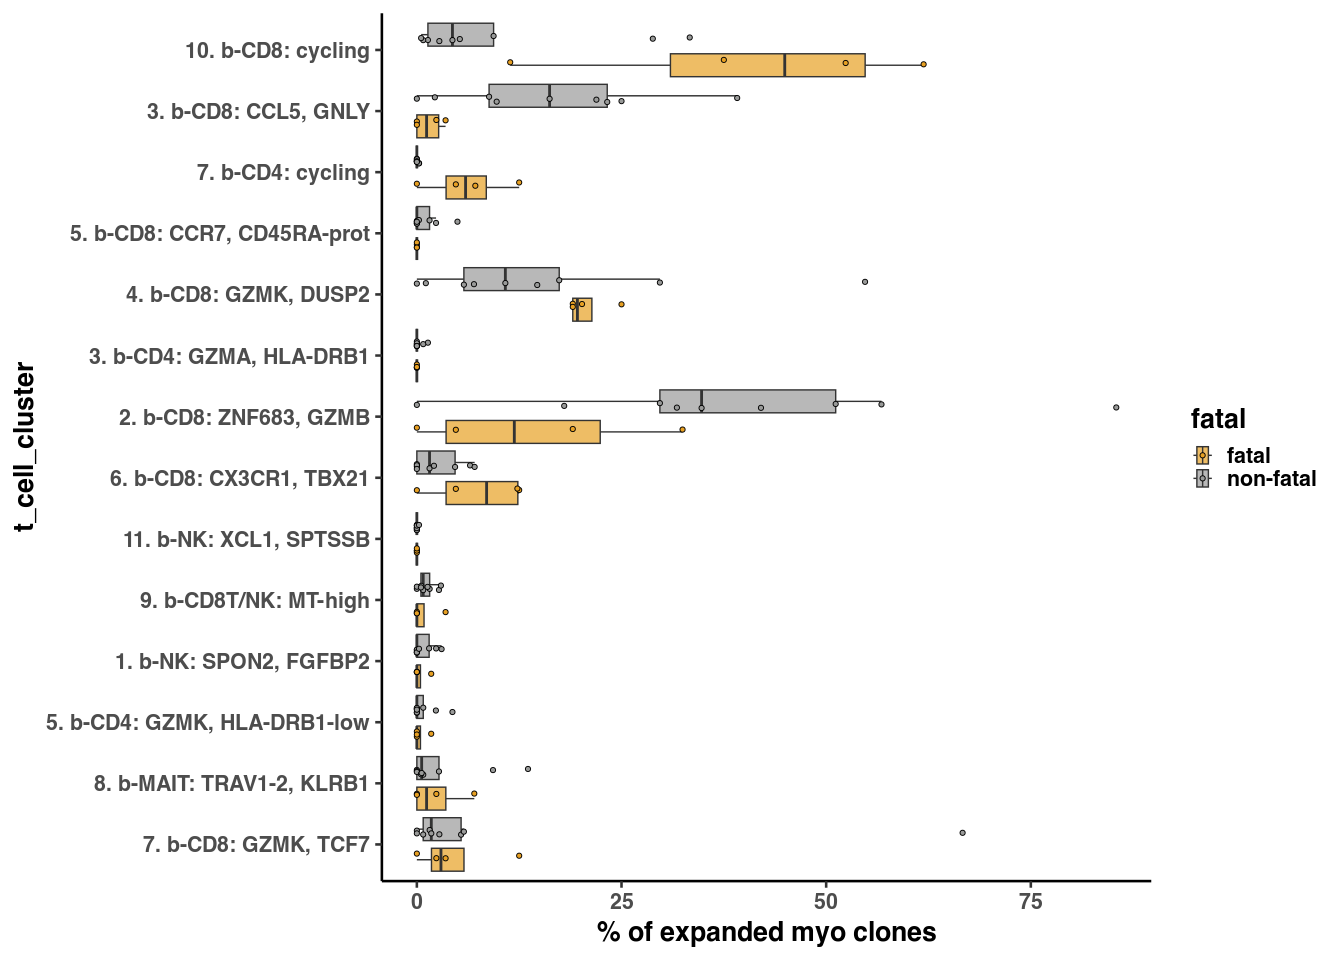 10. b-CD8: cycling
3. b-CD8: CCL5, GNLY
7. b-CD4: cycling
5. b-CD8: CCR7, CD45RA-prot
4. b-CD8: GZMK, DUSP2
3. b-CD4: GZMA, HLA-DRB1
2. b-CD8: ZNF683, GZMB
6. b-CD8: CX3CR1, TBX21
11. b-NK: XCL1, SPTSSB
9. b-CD8T/NK: MT-high
1. b-NK: SPON2, FGFBP2
5. b-CD4: GZMK, HLA-DRB1-low
8. b-MAIT: TRAV1-2, KLRB1
7. b-CD8: GZMK, TCF7
t_cell_cluster
0 25 50 75
% of expanded myo clones
fatal
fatal
non-fatal